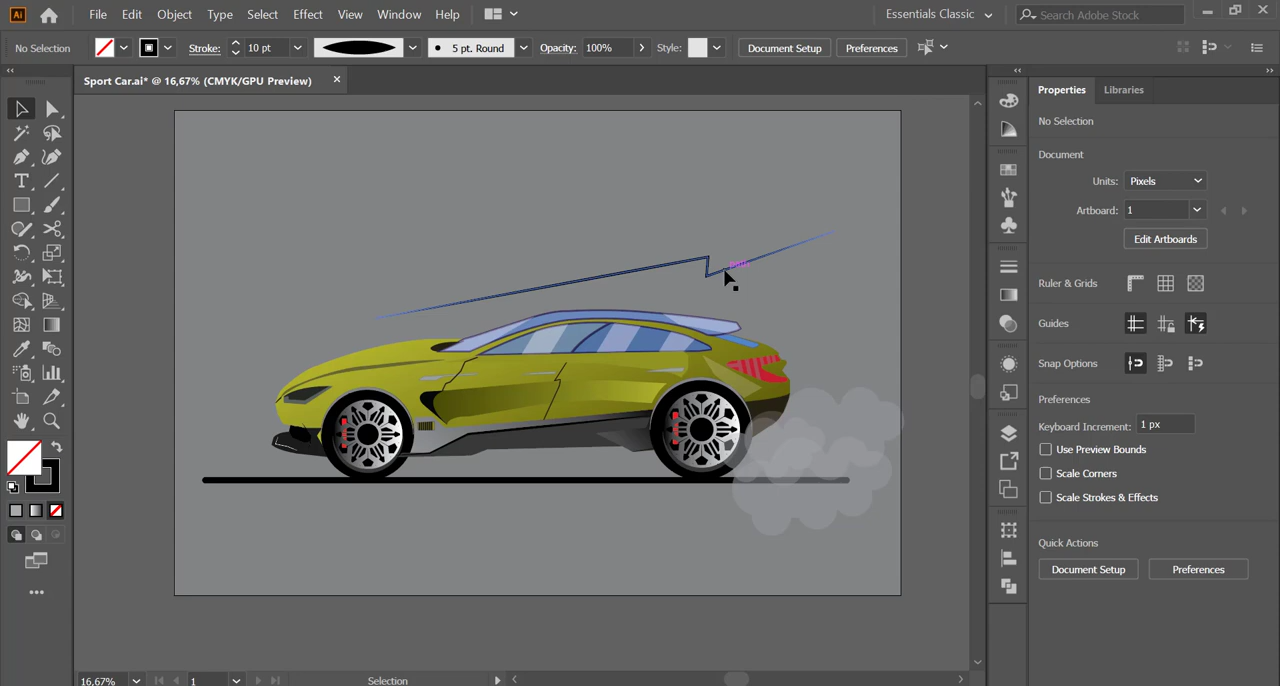 Ai File Edit Object Type Select Effect View Window Help Essentials Classic Search Adobe Stock
No Selection Stroke: 10 pt 5 pt. Round Opacity: 100% Style: Document Setup Preferences
Sport Car.ai* @ 16,67% (CMYK/GPU Preview)
Properties Libraries
No Selection
Document
Units: Pixels
Artboard: 1
Edit Artboards
Ruler & Grids
Guides
Snap Options
Preferences
Keyboard Increment: 1 px
Use Preview Bounds
Scale Corners
Scale Strokes & Effects
Quick Actions
Document Setup Preferences
16,67% 1 Selection